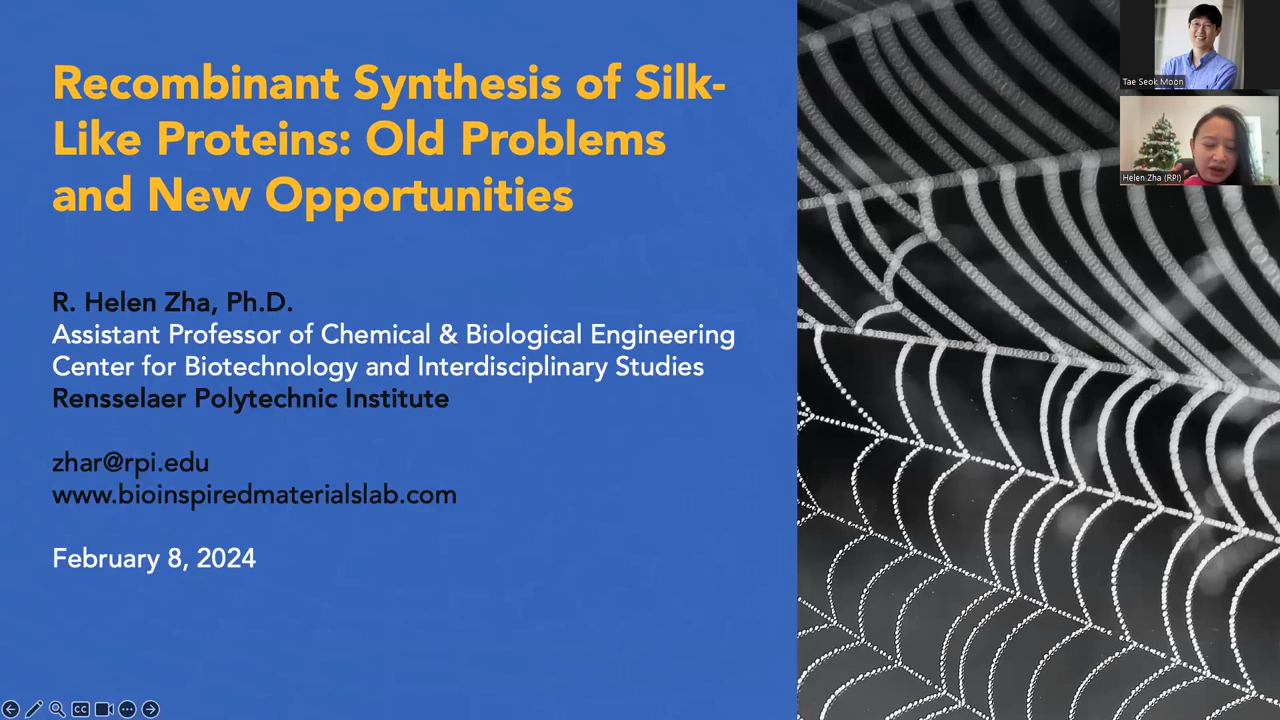 Recombinant Synthesis of Silk-
Like Proteins: Old Problems
and New Opportunities
R. Helen Zha, Ph.D.
Assistant Professor of Chemical & Biological Engineering
Center for Biotechnology and Interdisciplinary Studies
Rensselaer Polytechnic Institute
zhar@rpi.edu
www.bioinspiredmaterialslab.com
February 8, 2024
Tae Seok Moon
Helen Zha (RPI)
CC